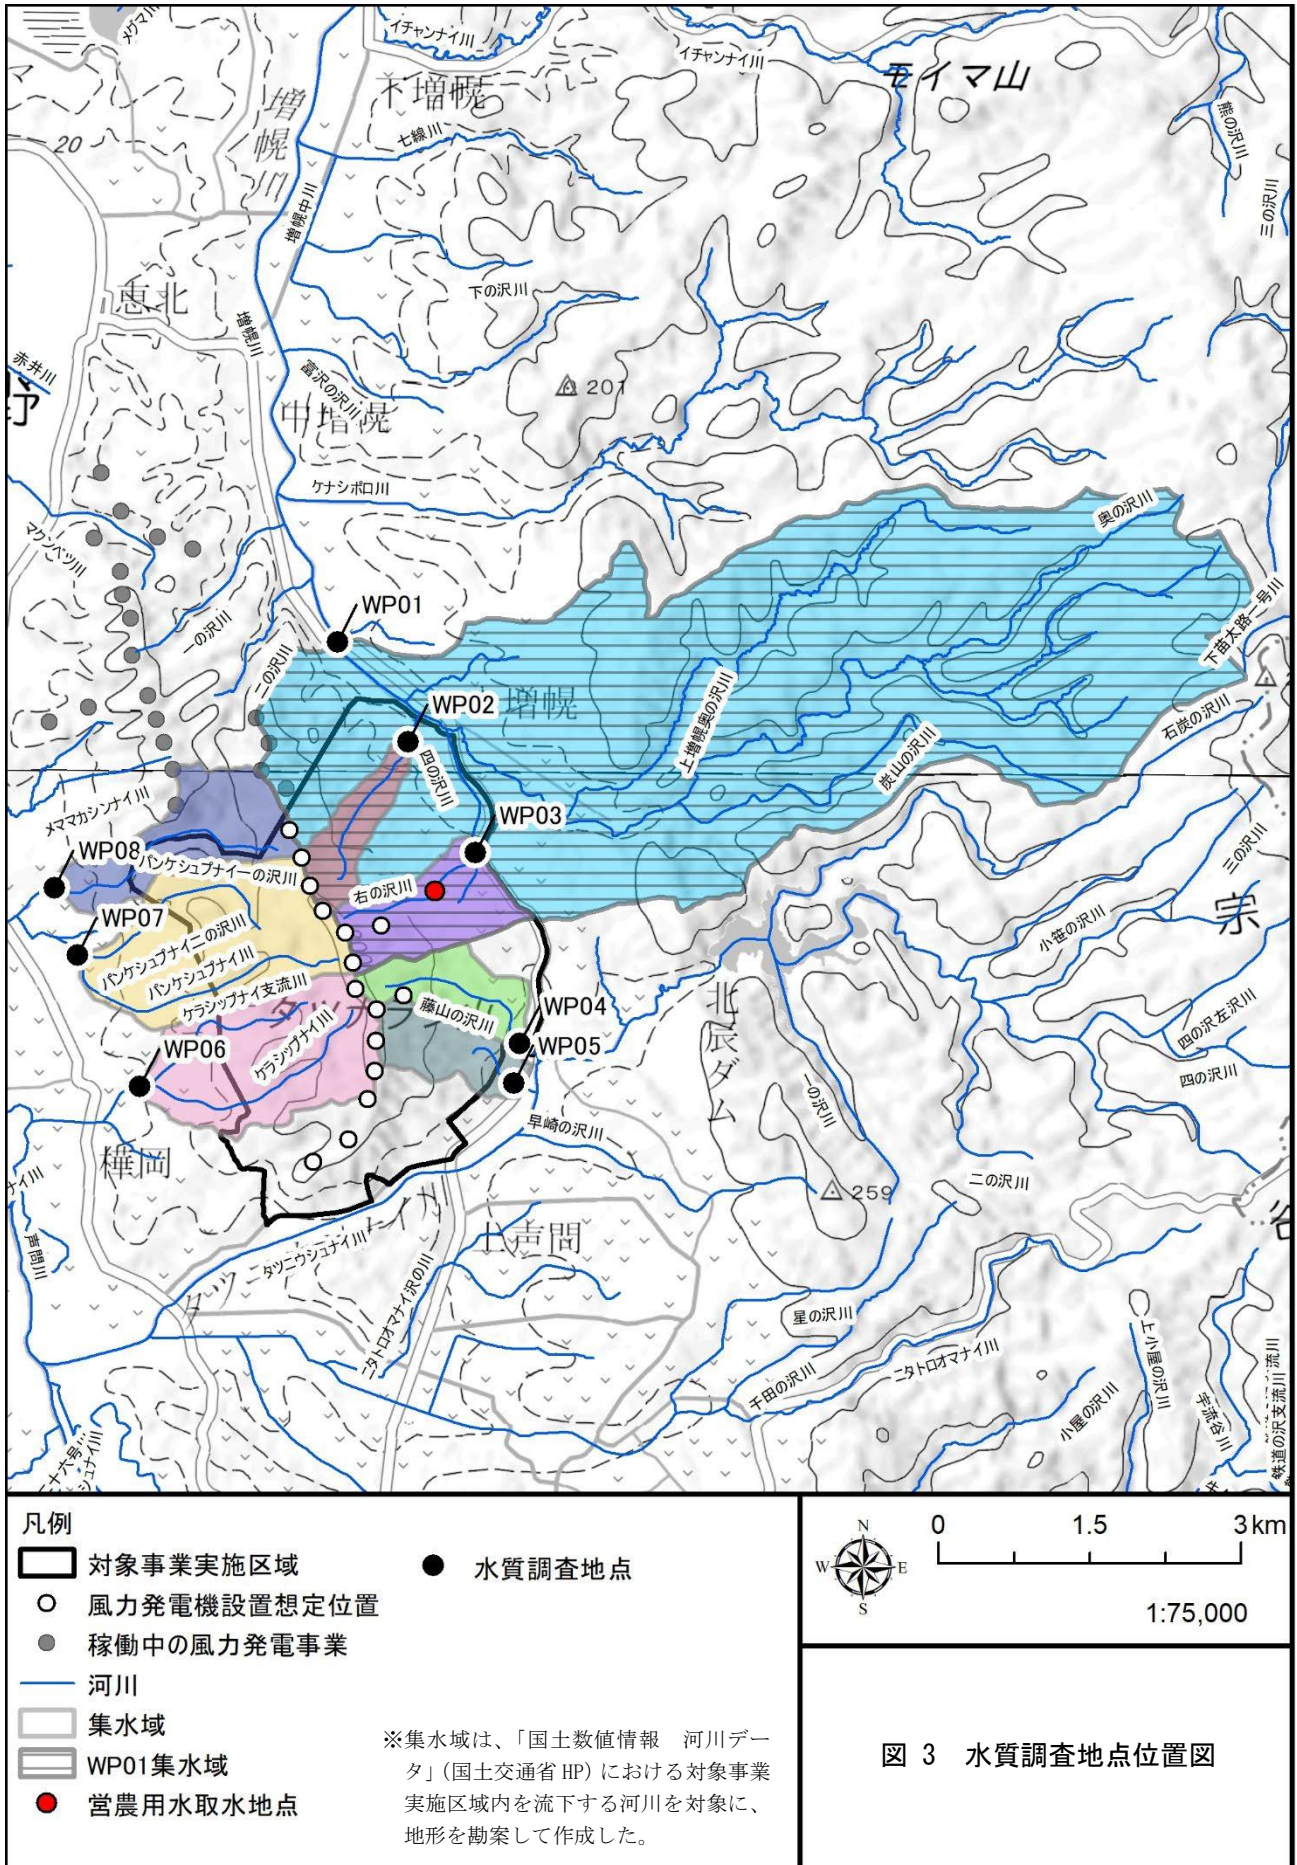 メグマ川
イチャンナイ川
イチャンナイ川
モイマ山
下増幌
増幌川
七線川
熊の沢川
三の沢川
マ
20
増幌中川
恵北
増幌川
下の沢川
赤井川
野
富沢の沢川
中増幌
201
ケナシポロ川
マクンベツ川
奥の沢川
一の沢川
WP01
二の沢川
下苗太路一号川
WP02
増幌
上増幌奥の沢川
石炭の沢川
四の沢川
炭山の沢川
メママカシンナイ川
WP03
WP08
パンケシュプナイ一の沢川
三の沢川
右の沢川
宗
WP07
小笹の沢川
パンケシュプナイ二の沢川
パンケシュプナイ川
ケラシップナイ支流川
北辰ダム
藤山の沢川
WP04
四の沢左川
WP06
ケラシップナイ川
WP05
四の沢川
一の沢川
早崎の沢川
樺岡
二の沢川
259
谷
ナイ川
声問川
上声問
タツニウシュナイ川
ニタトロオマナイ沢の川
星の沢川
ニタトロオマナイ川
千田の沢川
上小屋の沢川
小屋の沢川
宇流谷川
鉄道の沢支流川
凡例
対象事業実施区域
水質調査地点
風力発電機設置想定位置
稼働中の風力発電事業
河川
集水域
WP01集水域
営農用水取水地点
※集水域は、「国土数値情報　河川デー
タ」（国土交通省 HP）における対象事業
実施区域内を流下する河川を対象に、
地形を勘案して作成した。
N
W E
S
0 1.5 3km
1:75,000
図 3　水質調査地点位置図